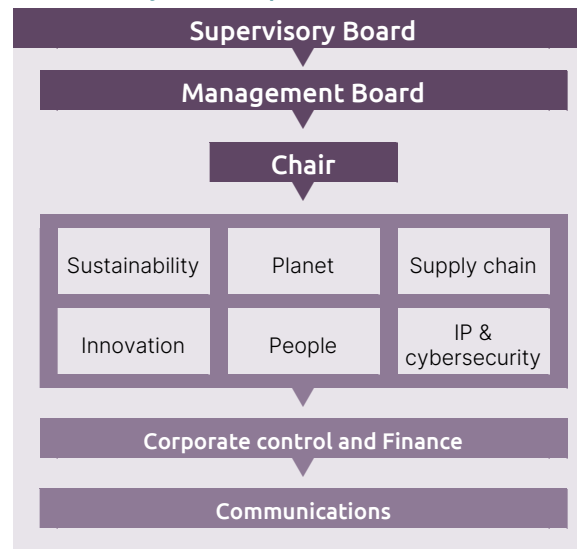 Supervisory Board
Management Board
Chair
Sustainability
Planet
Supply chain
Innovation
People
IP &
cybersecurity
Corporate control and Finance
Communications